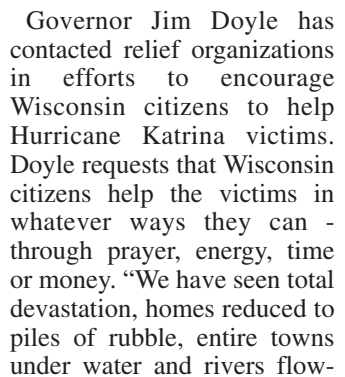 Governor Jim Doyle has
contacted relief organizations
in efforts to encourage
Wisconsin citizens to help
Hurricane Katrina victims.
Doyle requests that Wisconsin
citizens help the victims in
whatever ways they can -
through prayer, energy, time
or money. “We have seen total
devastation, homes reduced to
piles of rubble, entire towns
under water and rivers flow-